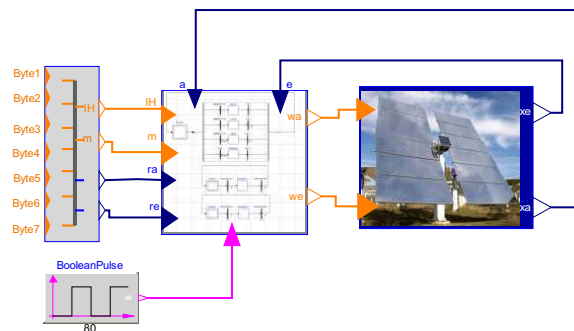 Byte1
Byte2
Byte3
Byte4
Byte5
Byte6
Byte7
IH
m
a
e
IH
m
ra
re
wa
we
xe
xa
BooleanPulse
80